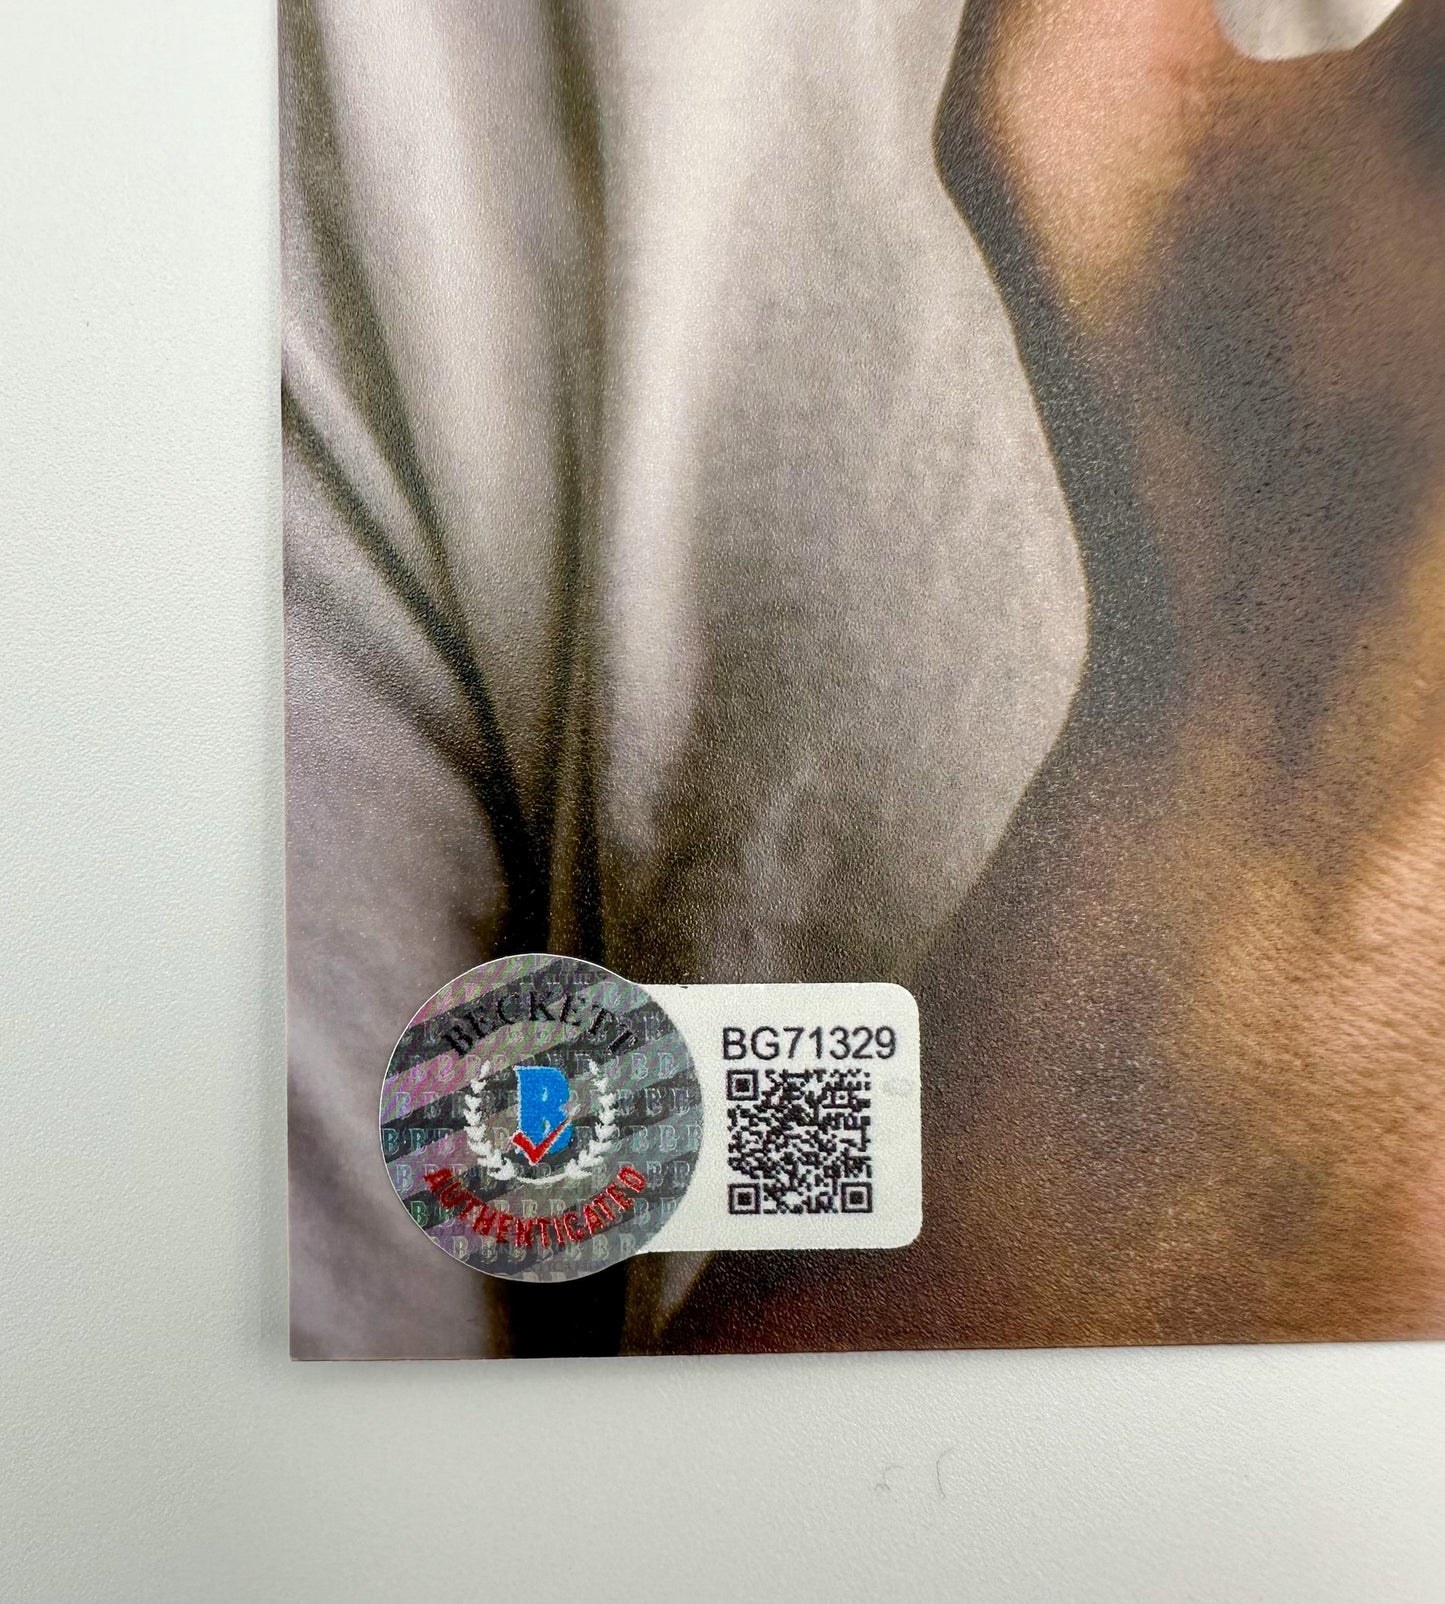 BECKETT
B
AUTHENTICATED
BG71329